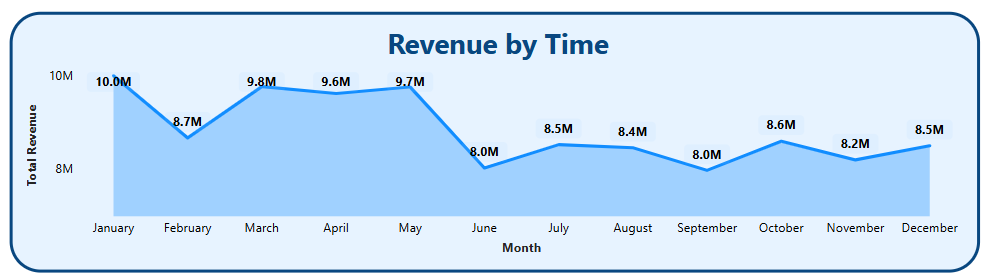 Revenue by Time
Total Revenue
10M
8M
10.0M
8.7M
9.8M
9.6M
9.7M
8.0M
8.5M
8.4M
8.0M
8.6M
8.2M
8.5M
January February March April May June July August September October November December
Month